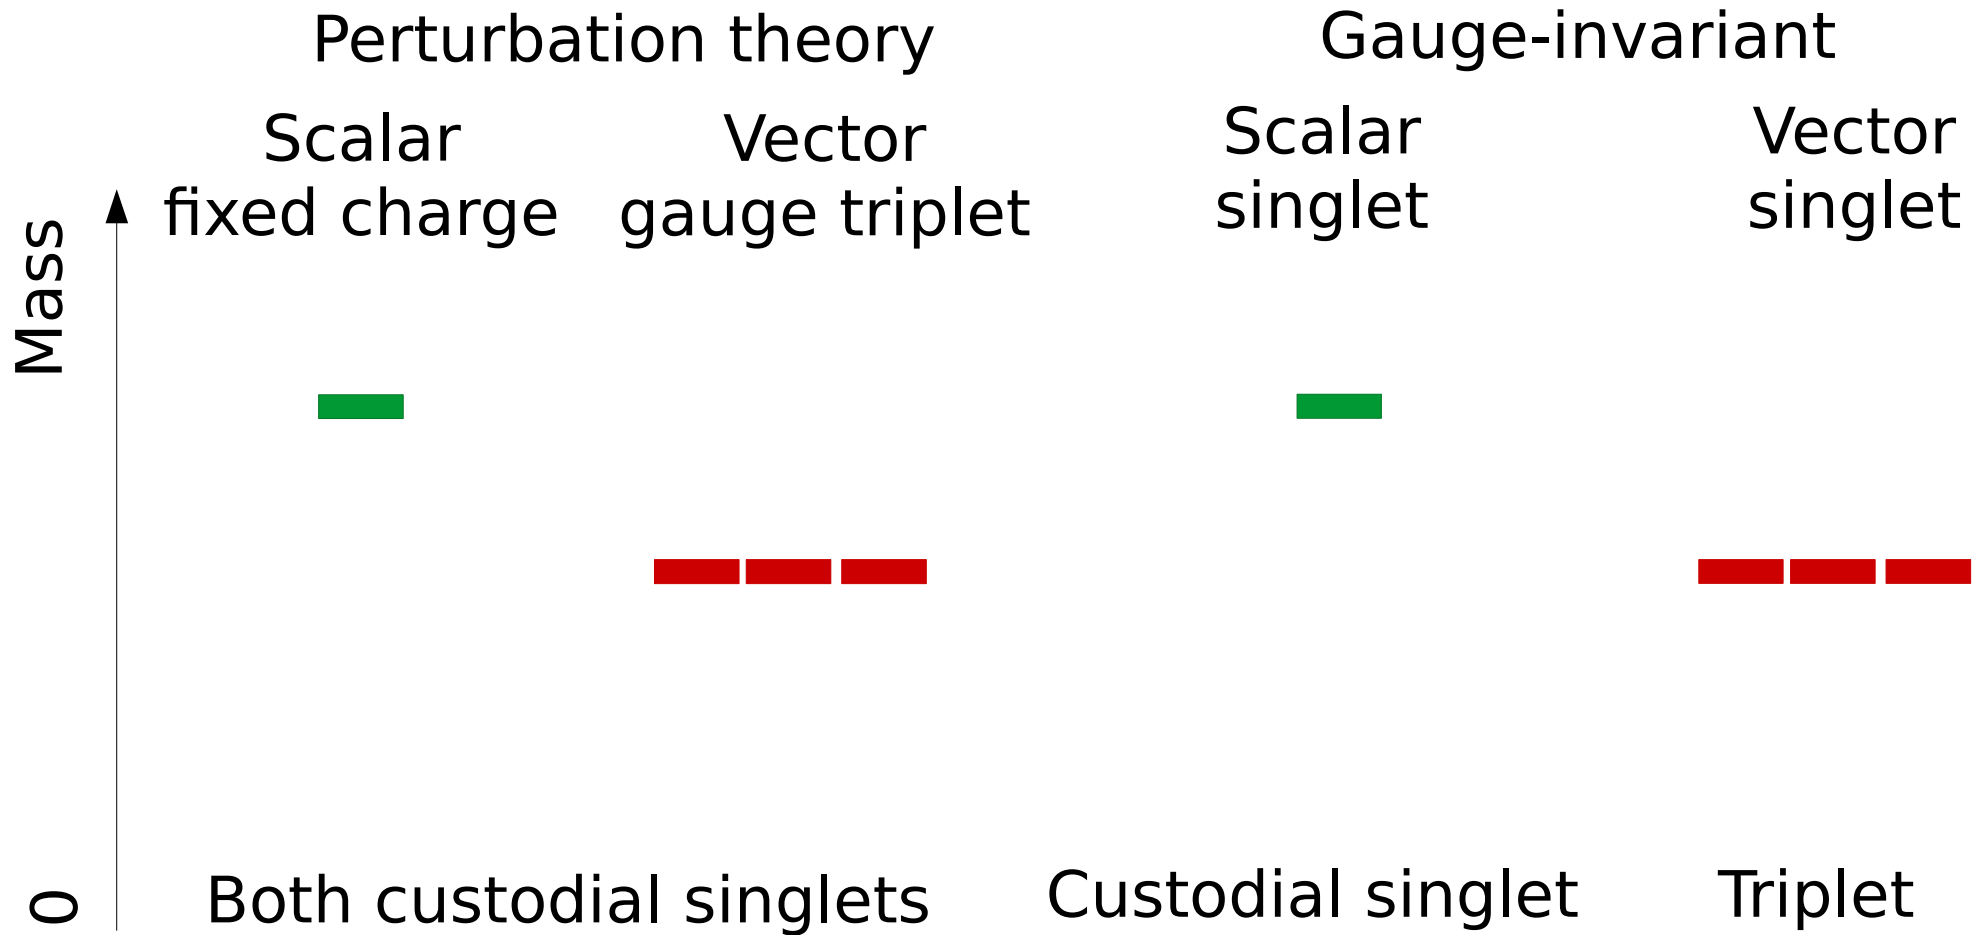 Perturbation theory
Gauge-invariant
Scalar
fixed charge
Vector
gauge triplet
Scalar
singlet
Vector
singlet
Mass
0
Both custodial singlets
Custodial singlet
Triplet